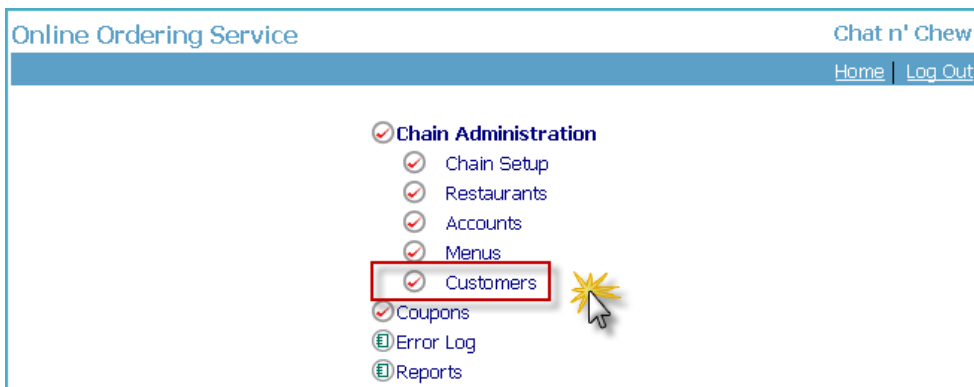 Online Ordering Service
Chat n' Chew
Home | Log Out
Chain Administration
Chain Setup
Restaurants
Accounts
Menus
Customers
Coupons
Error Log
Reports